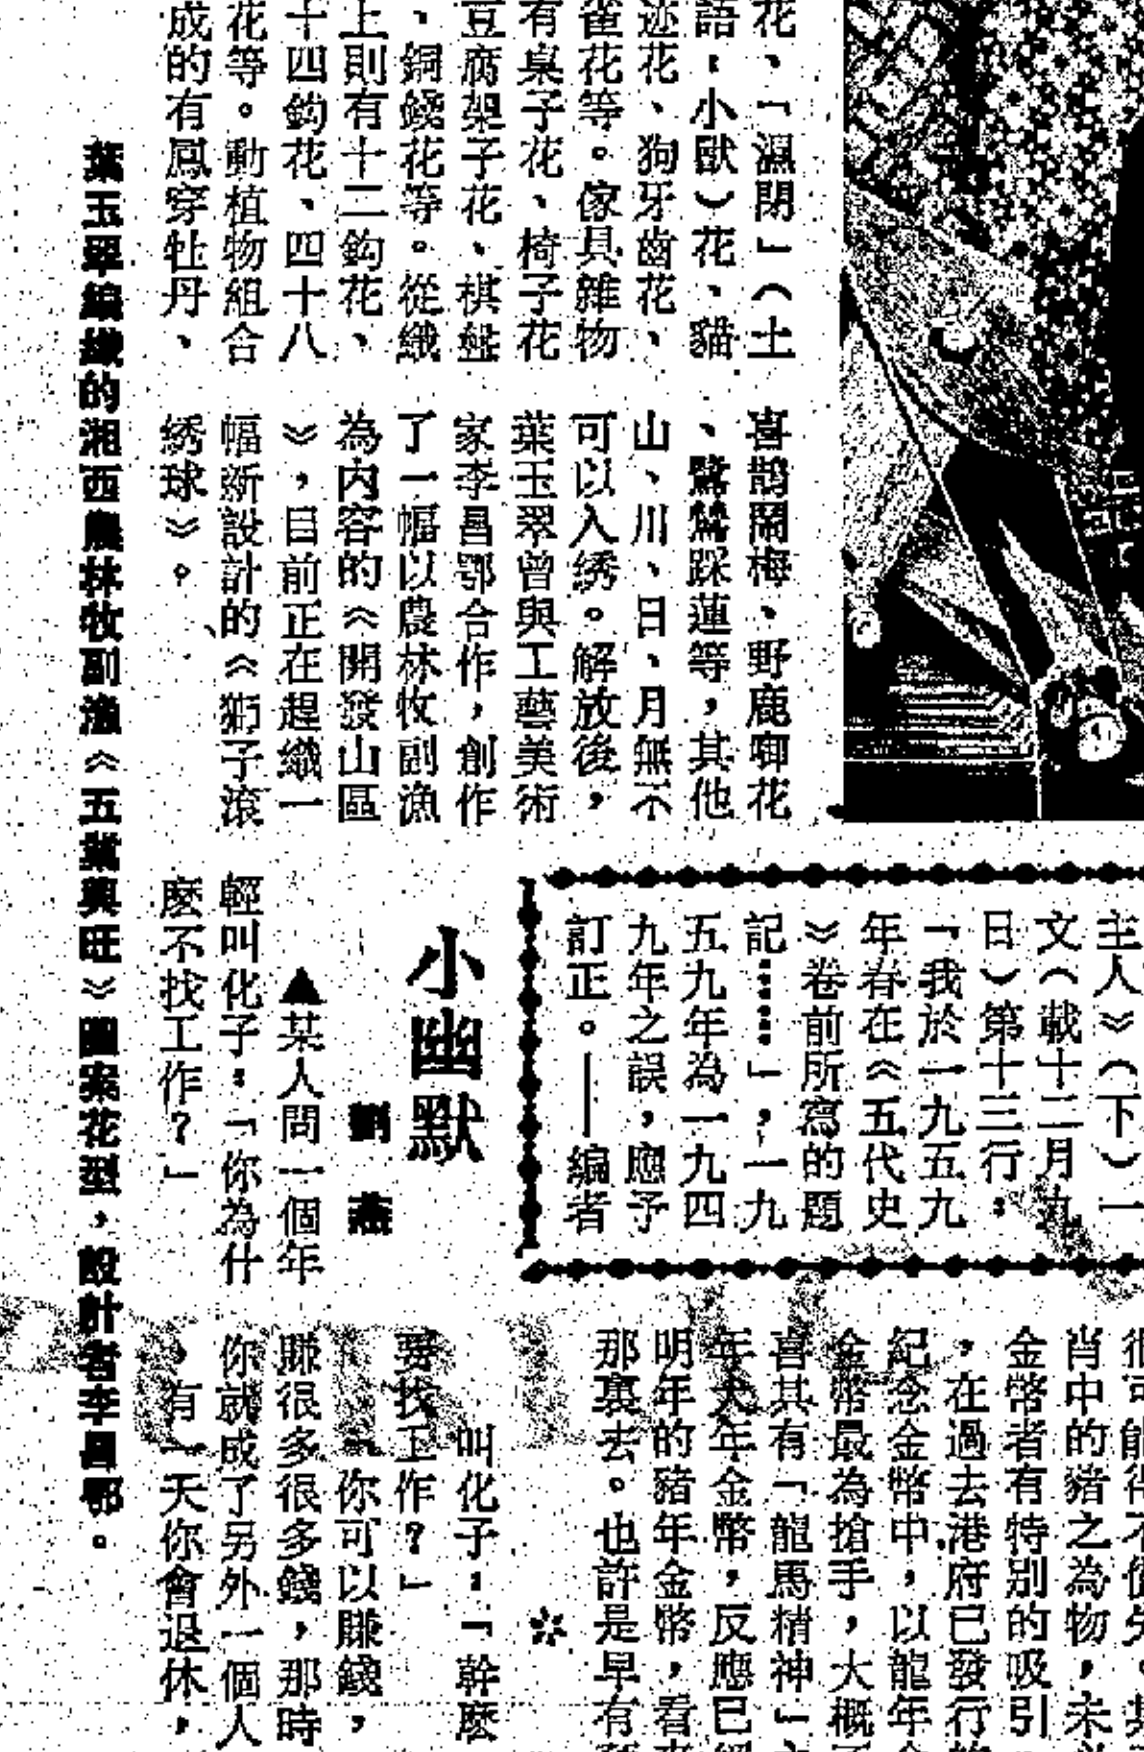 花、「濕閉」(土
語:小獸)花、貓
迹花、狗牙齒花、
雀花等。傢具雜物
有桌子花、椅子花
豆腐架子花、棋盤
、銅錢花等。從織
上則有十二鈎花、
十四鈎花、四十八
花等。動植物組合
成的有鳳穿牡丹、
喜鵲鬧梅、野鹿啣花
、鷺鷥踩蓮等,其他
山、川、日、月無不
可以入綉。解放後,
葉玉翠曾與工藝美術
家李昌鄂合作,創作
了一幅以農林牧副漁
為內容的《開發山區
》,目前正在趕織一
幅新設計的《獅子滾
綉球》。
葉玉翠編織的湘西農林牧副漁《五業興旺》圖案花型,設計者李昌鄂。
主人》(下)一
文(載十二月九
日)第十三行:
「我於一九五九
年春在《五代史
》卷前所寫的題
記……」,一九
五九年為一九四
九年之誤,應予
訂正。——編者
肖中的豬之為物,未
金幣者有特別的吸引
,在過去港府已發行
紀念金幣中,以龍年
金幣最為搶手,大概
喜其有「龍馬精神」
年犬年金幣,反應已
明年的豬年金幣,看
那裏去。也許是早有
小幽默
劉燕
▲某人問一個年
輕叫化子:「你為什
麽不找工作?」
叫化子:「幹麽
要找工作?」
「你可以賺錢,
賺很多很多錢,那時
你就成了另外一個人
,有一天你會退休,